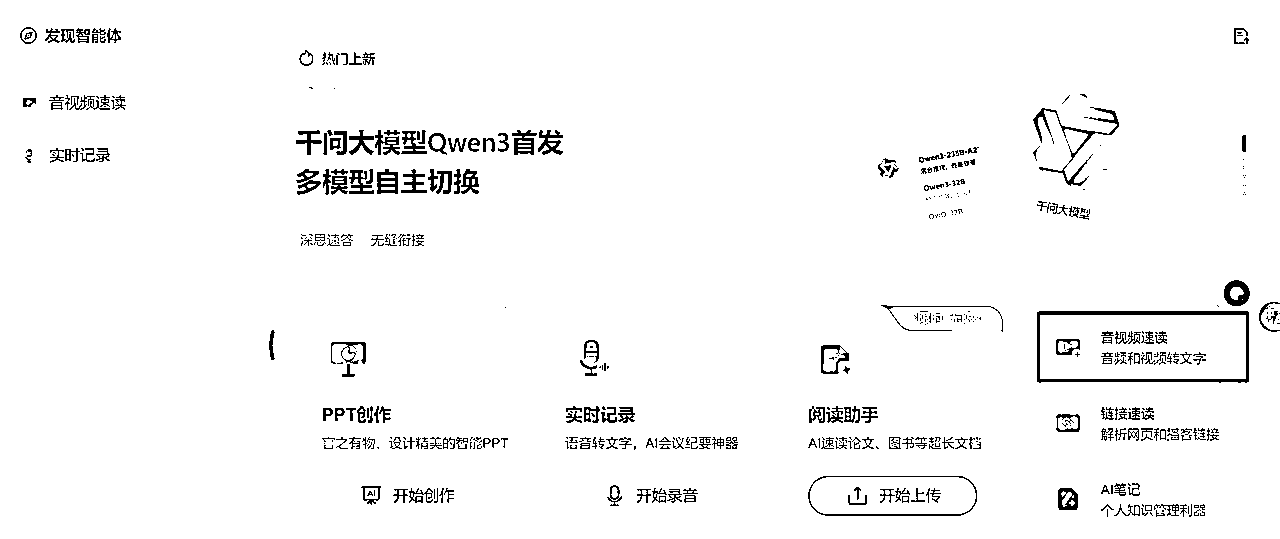 发现智能体
音视频速读
实时记录
热门上新
千问大模型Qwen3首发
多模型自主切换
深思速答 无缝衔接
Qwen3-235B-A2
Qwen3-32B
千问大模型
PPT创作
言之有物、设计精美的智能PPT
开始创作
实时记录
语音转文字，AI会议纪要神器
开始录音
阅读助手
AI速读论文、图书等超长文档
开始上传
音视频速读
音频和视频转文字
链接速读
解析网页和播客链接
AI笔记
个人知识管理利器